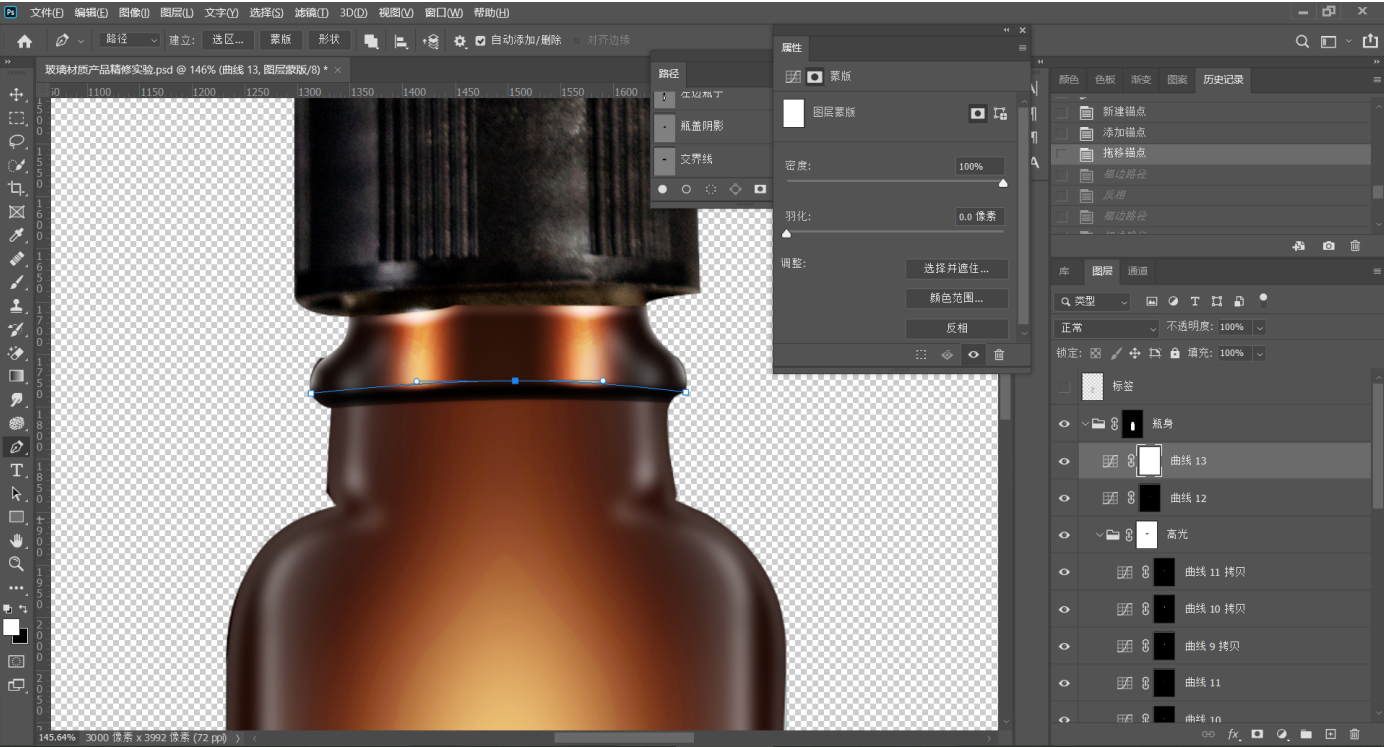 Ps 文件(F) 编辑(E) 图像(I) 图层(L) 文字(Y) 选择(S) 滤镜(T) 3D(D) 视图(V) 窗口(W) 帮助(H)
路径 建立: 选区... 蒙版 形状 自动添加/删除 对齐边缘
玻璃材质产品精修实验.psd @ 146% (曲线 13, 图层蒙版/8) * ×
50 1100 1150 1200 1250 1300 1350 1400 1450 1500 1550 1600
路径
左边瓶子
瓶盖阴影
交界线
属性
蒙版
图层蒙版
密度: 100%
羽化: 0.0 像素
调整: 选择并遮住...
颜色范围...
反相
颜色 色板 渐变 图案 历史记录
新建锚点
添加锚点
拖移锚点
描边路径
反相
描边路径
库 图层 通道
类型
正常 不透明度: 100%
锁定: 填充: 100%
标签
瓶身
曲线 13
曲线 12
高光
曲线 11 拷贝
曲线 10 拷贝
曲线 9 拷贝
曲线 11
曲线 10
145.64% 3000 像素 x 3992 像素 (72 ppi)